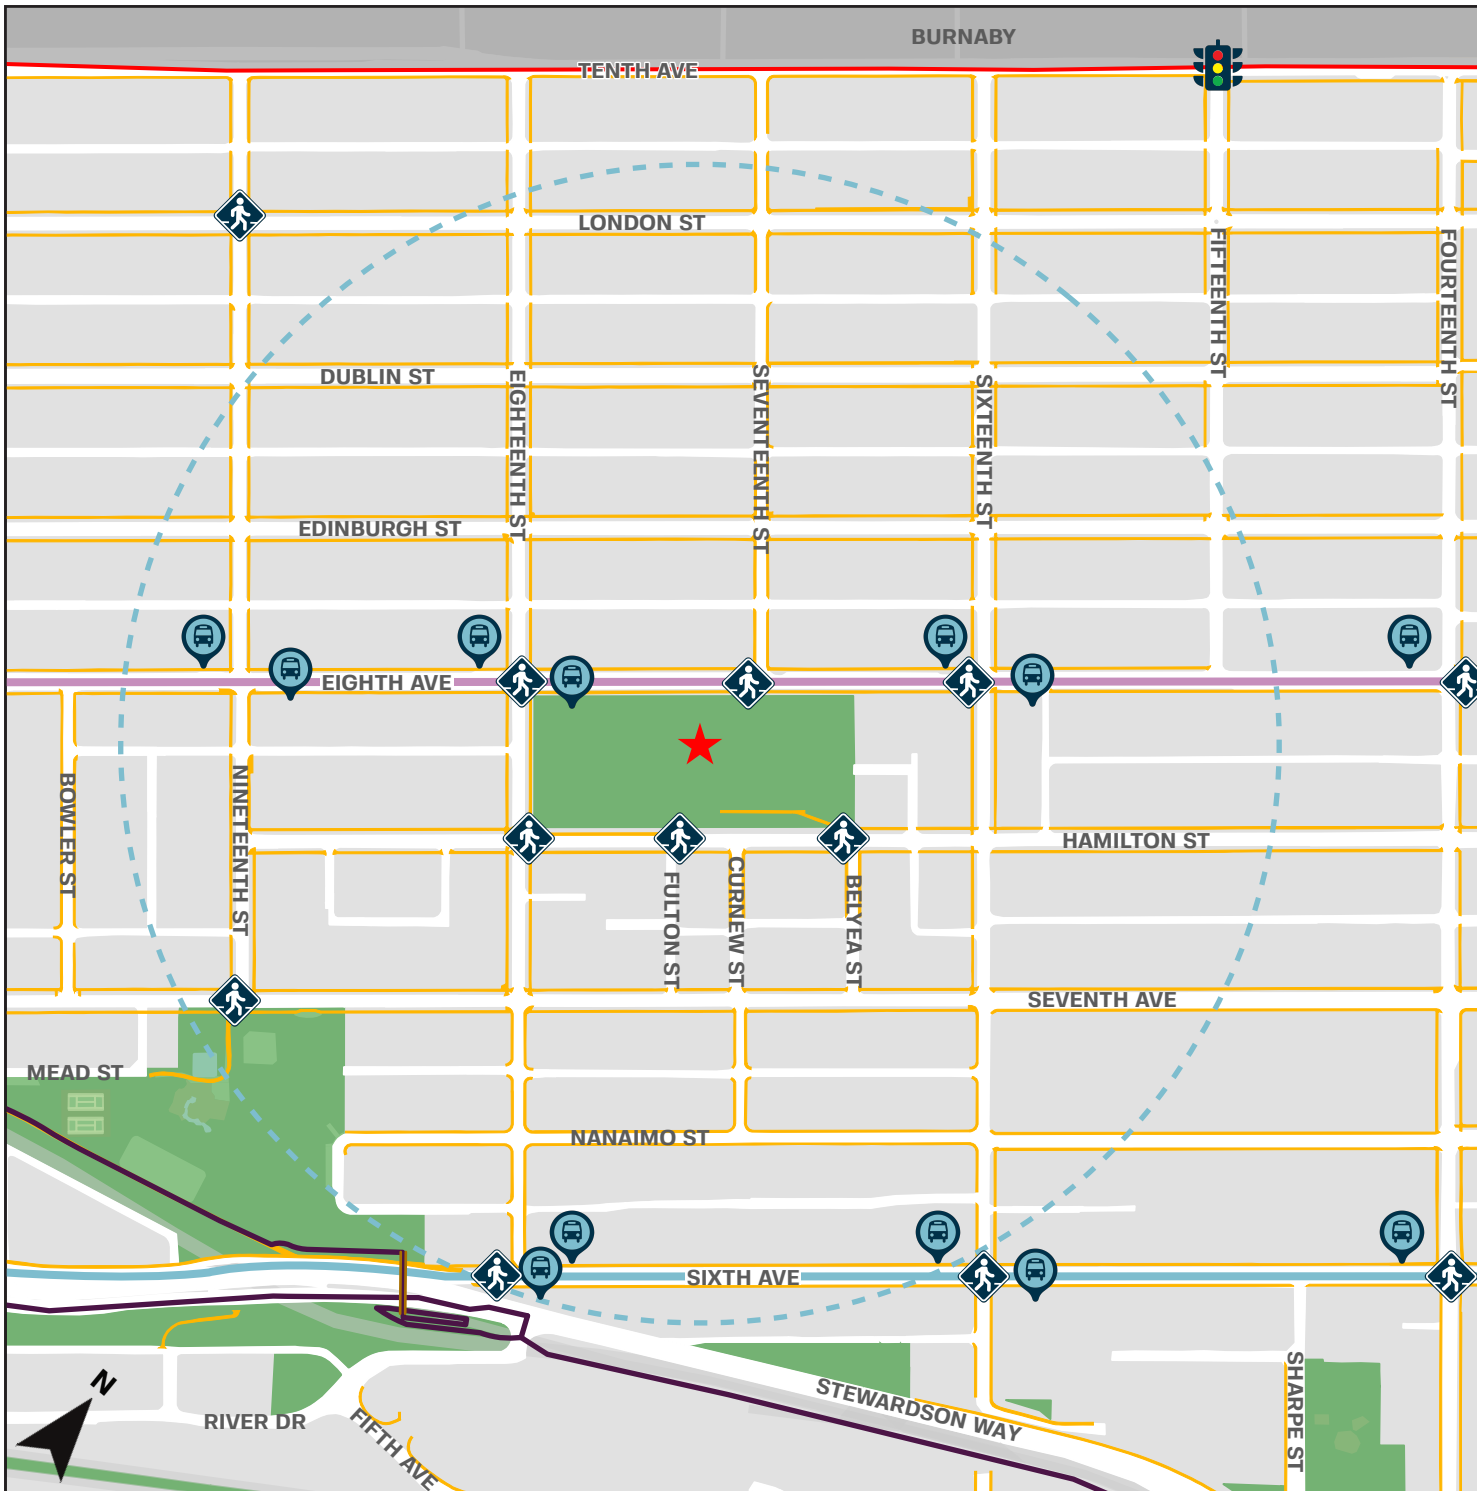 BURNABY
TENTH AVE
LONDON ST
FIFTEENTH ST
FOURTEENTH ST
DUBLIN ST
EIGHTEENTH ST
SEVENTEENTH ST
SIXTEENTH ST
EDINBURGH ST
EIGHTH AVE
BOWLER ST
NINETEENTH ST
HAMILTON ST
FULTON ST
CURNEW ST
BELYEA ST
SEVENTH AVE
MEAD ST
NANAIMO ST
SIXTH AVE
STEWARDSON WAY
SHARPE ST
N
RIVER DR
FIFTH AVE